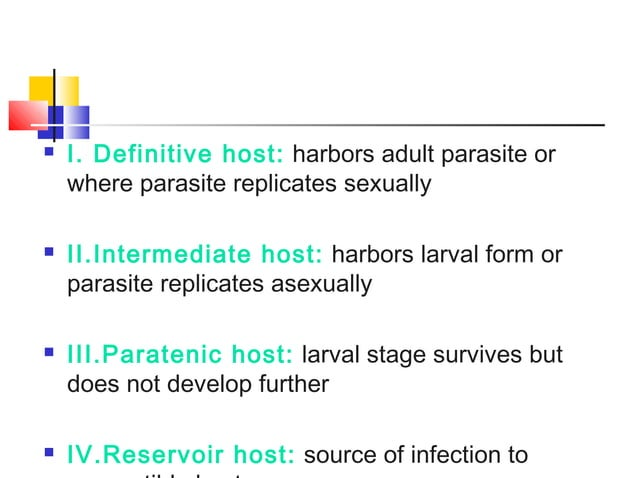 I. Definitive host: harbors adult parasite or
where parasite replicates sexually
II.Intermediate host: harbors larval form or
parasite replicates asexually
III.Paratenic host: larval stage survives but
does not develop further
IV.Reservoir host: source of infection to